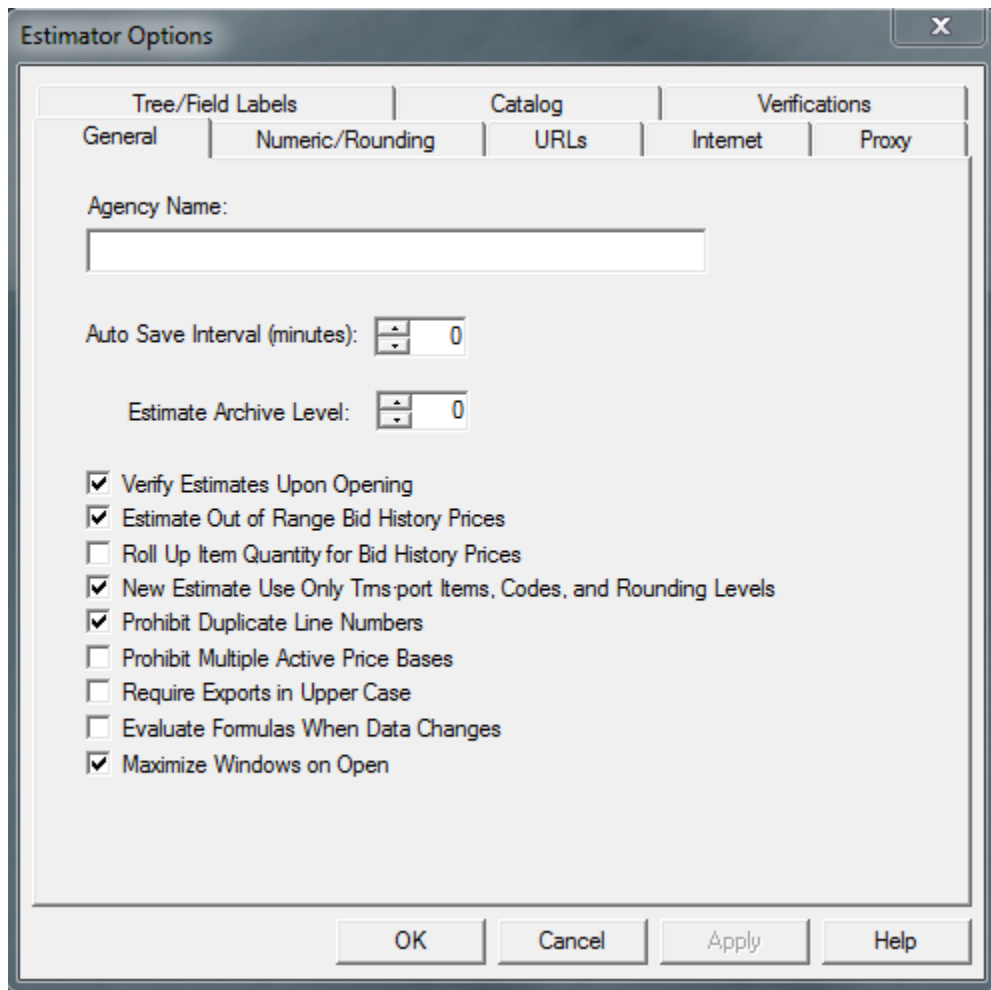 Estimator Options
X
Tree/Field Labels Catalog Verifications
General Numeric/Rounding URLs Internet Proxy
Agency Name:
Auto Save Interval (minutes): 0
Estimate Archive Level: 0
Verify Estimates Upon Opening
Estimate Out of Range Bid History Prices
Roll Up Item Quantity for Bid History Prices
New Estimate Use Only Trns·port Items, Codes, and Rounding Levels
Prohibit Duplicate Line Numbers
Prohibit Multiple Active Price Bases
Require Exports in Upper Case
Evaluate Formulas When Data Changes
Maximize Windows on Open
OK Cancel Apply Help